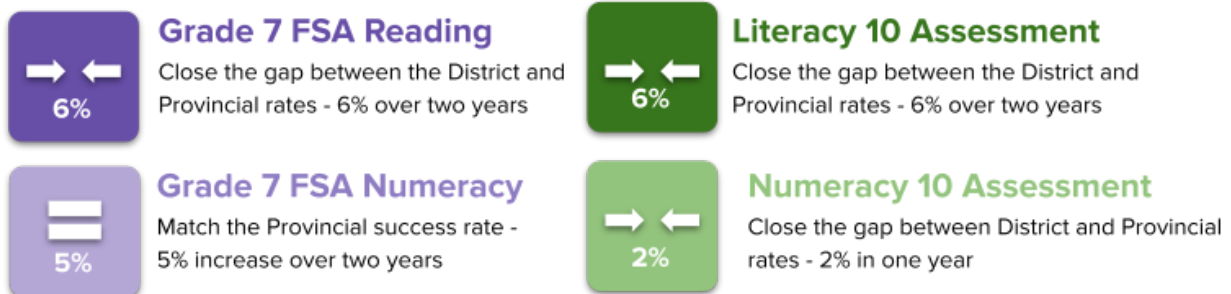 Grade 7 FSA Reading
Close the gap between the District and
Provincial rates - 6% over two years
6%
Literacy 10 Assessment
Close the gap between the District and
Provincial rates - 6% over two years
6%
Grade 7 FSA Numeracy
Match the Provincial success rate -
5% increase over two years
5%
Numeracy 10 Assessment
Close the gap between District and Provincial
rates - 2% in one year
2%